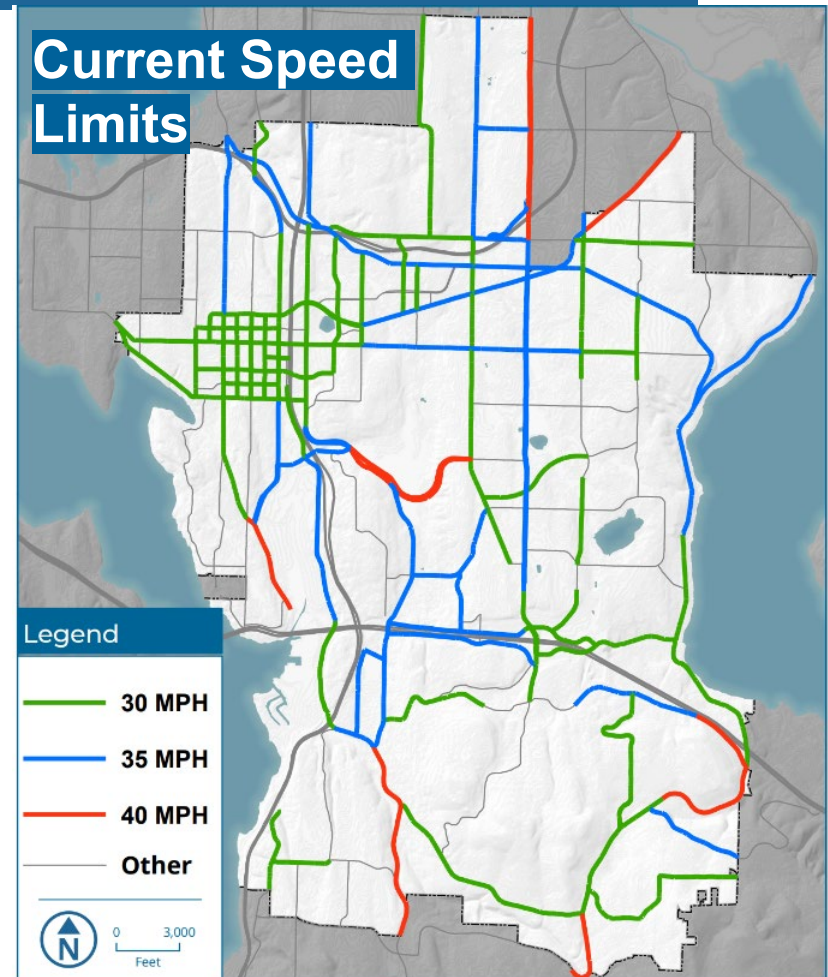 Current Speed
Limits
Legend
30 MPH
35 MPH
40 MPH
Other
N
0 3,000
Feet